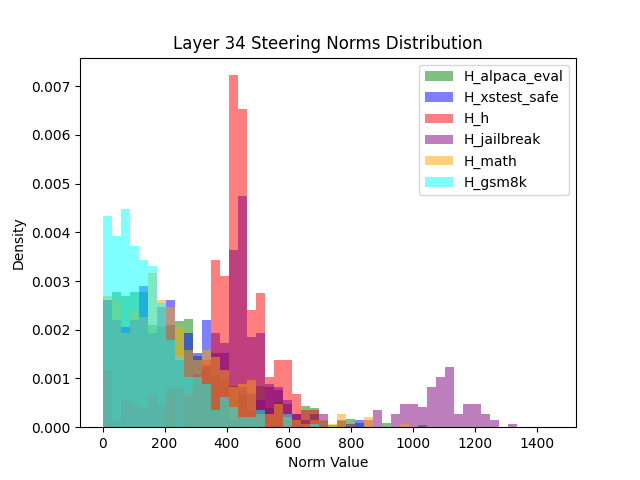 Layer 34 Steering Norms Distribution
0.007
0.006
0.005
0.004
0.003
0.002
0.001
0.000
Density
H_alpaca_eval
H_xstest_safe
H_h
H_jailbreak
H_math
H_gsm8k
0 200 400 600 800 1000 1200 1400
Norm Value